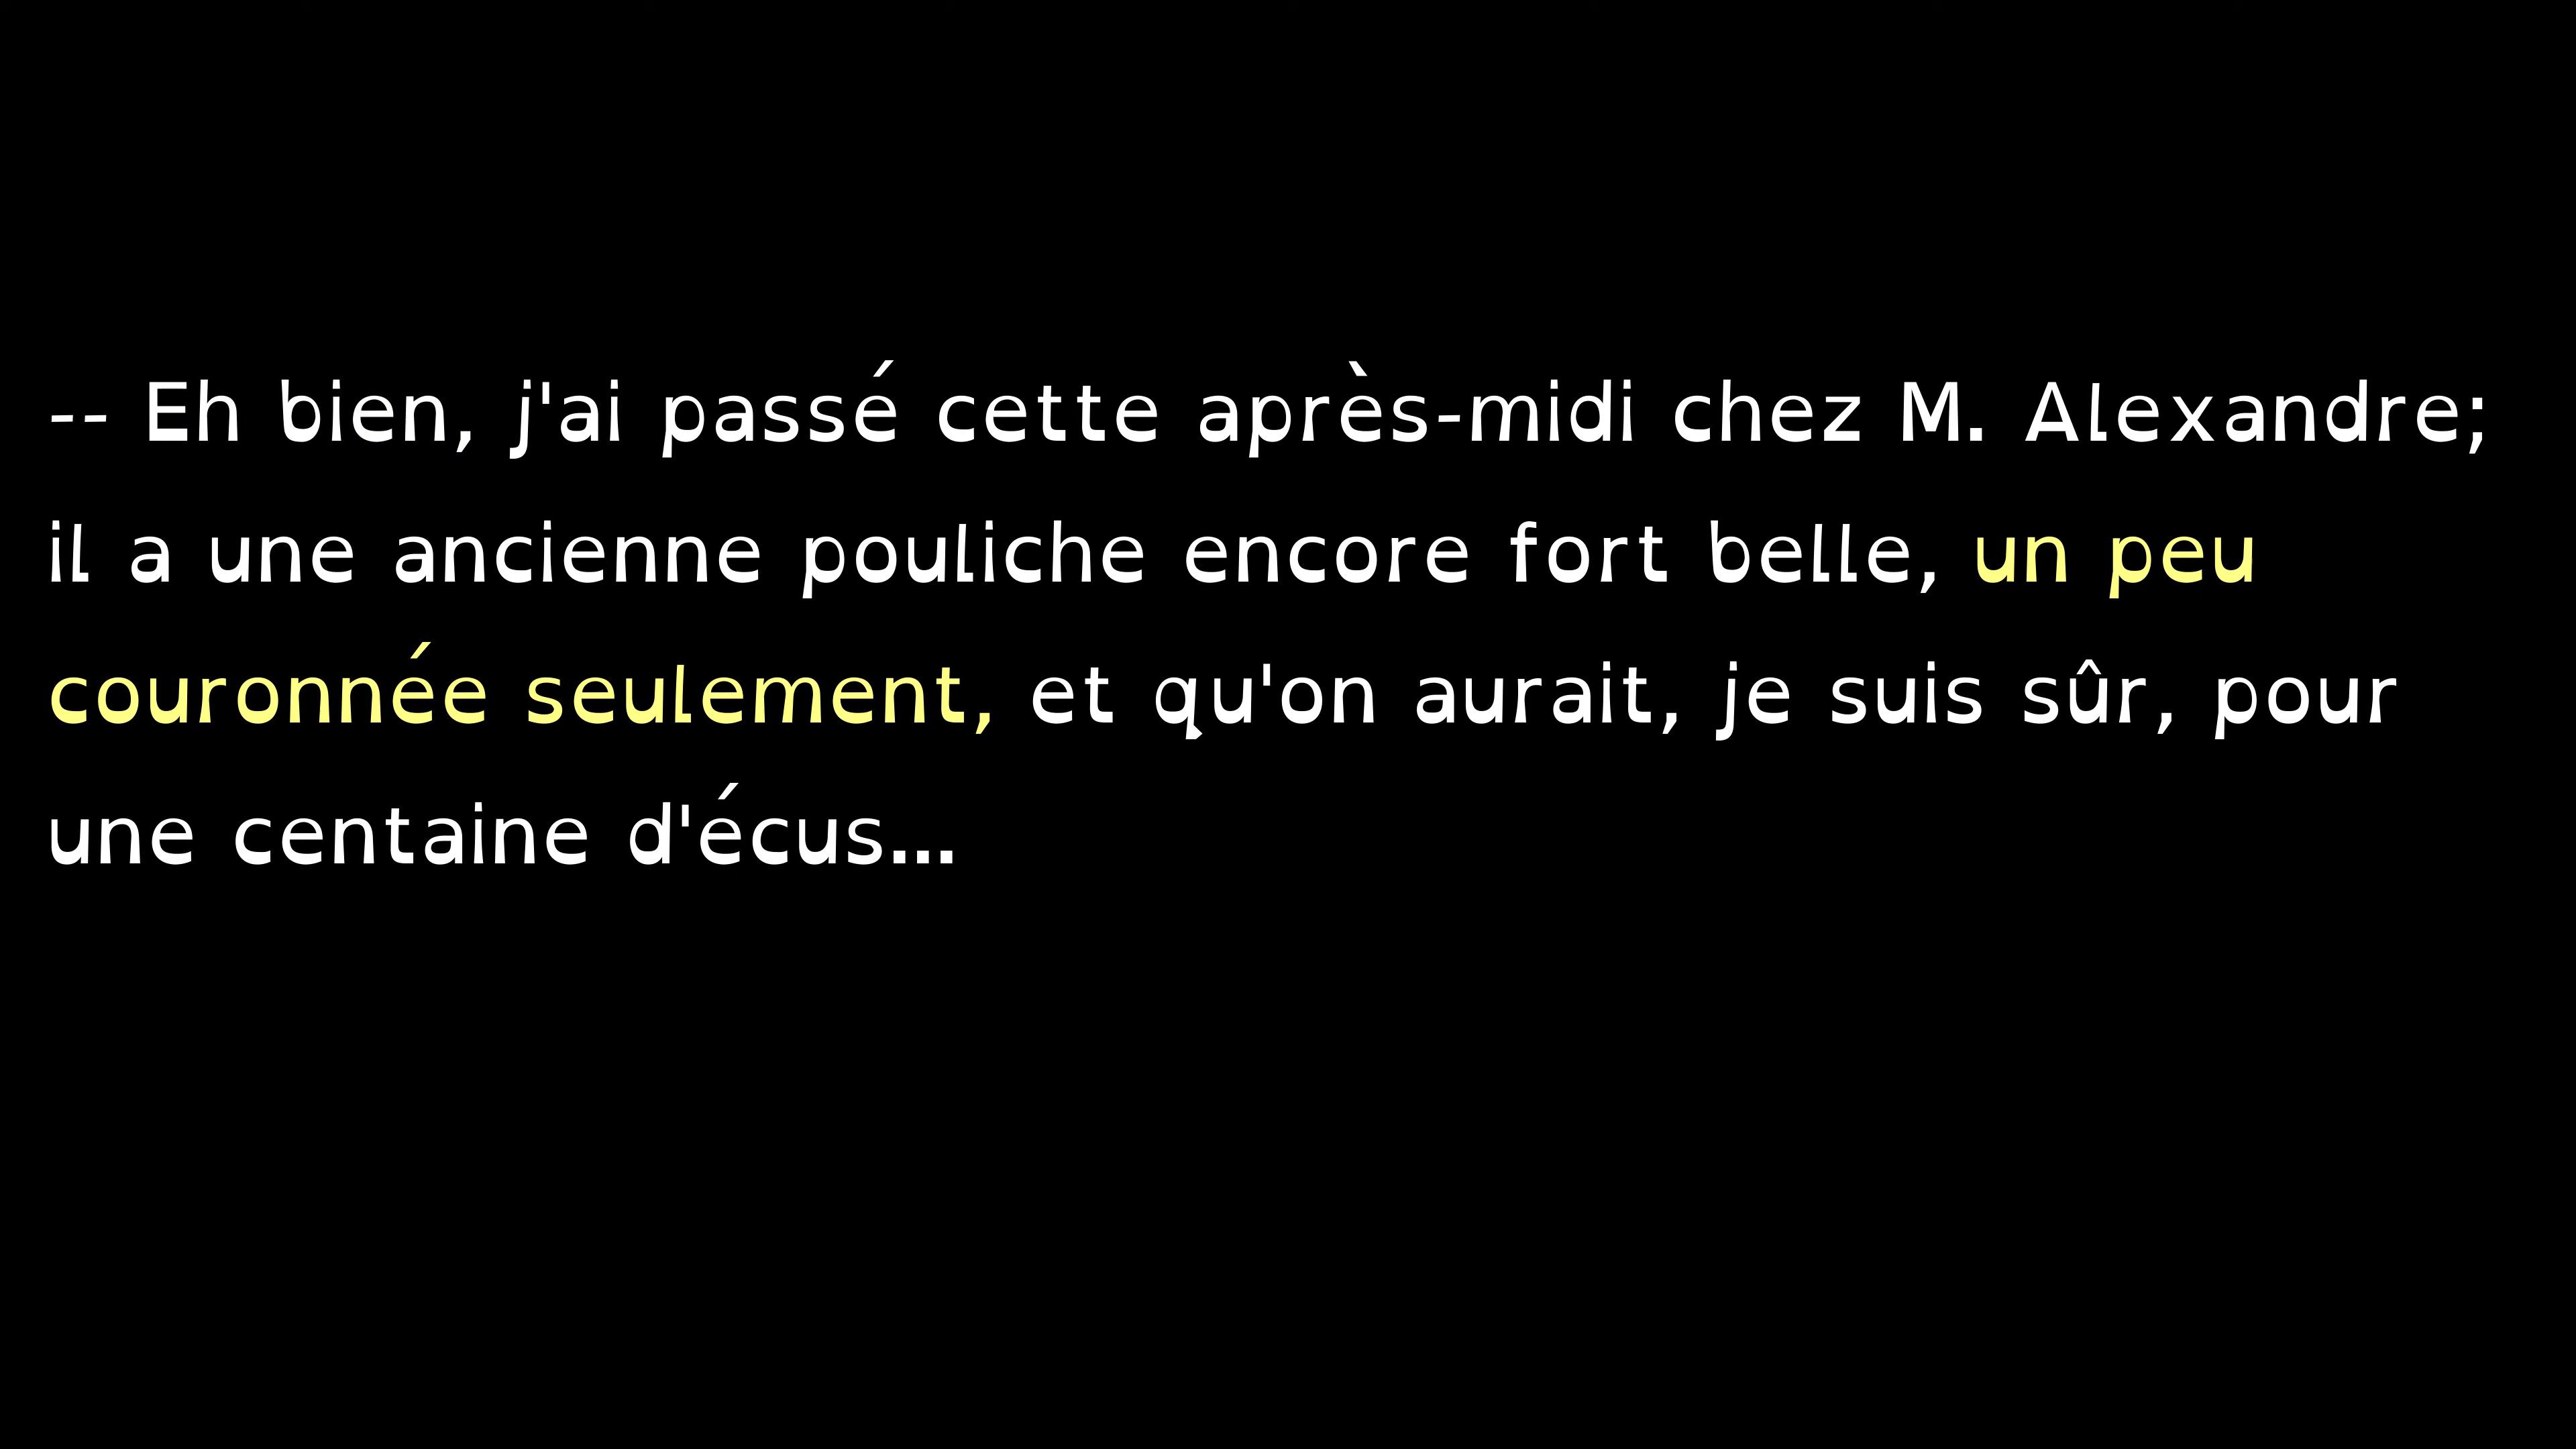 -- Eh bien, j'ai passé cette après-midi chez M. Alexandre;
il a une ancienne pouliche encore fort belle, un peu
couronnée seulement, et qu'on aurait, je suis sûr, pour
une centaine d'écus...